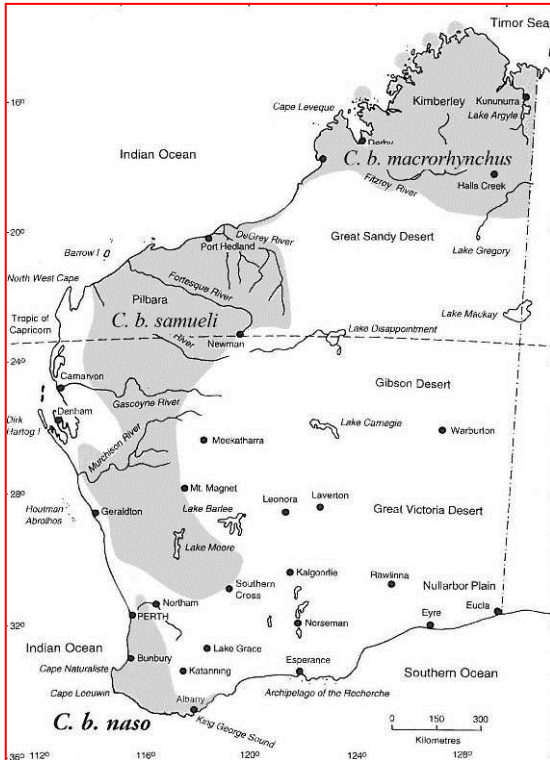 Timor Sea
16°
Kimberley
Kununurra
Cape Leveque
Lake Argyle
Derby
Indian Ocean
C. b. macrorhynchus
Halls Creek
Fitzroy River
20°
DeGrey River
Port Hedland
Great Sandy Desert
Barrow I
Lake Gregory
North West Cape
Fortesque River
Pilbara
Lake Mackay
Tropic of
Capricorn
C. b. samueli
Lake Disappointment
River
Newman
24°
Carnarvon
Gibson Desert
Gascoyne River
Denham
Dirk
Hartog I
Lake Carnegie
Warburton
Murchison River
Meekatharra
28°
Mt. Magnet
Leonora
Laverton
Houtman
Abrolhos
Geraldton
Lake Barlee
Great Victoria Desert
Lake Moore
Kalgoorlie
Rawlinna
Southern
Cross
Nullarbor Plain
Northam
32°
PERTH
Norseman
Eyre
Eucla
Indian Ocean
Bunbury
Lake Grace
Cape Naturaliste
Katanning
Esperance
Southern Ocean
Cape Leeuwin
Albany
Archipelago of the Recherche
C. b. naso
King George Sound
0 150 300
Kilometres
36° 112° 116° 120° 124° 128°